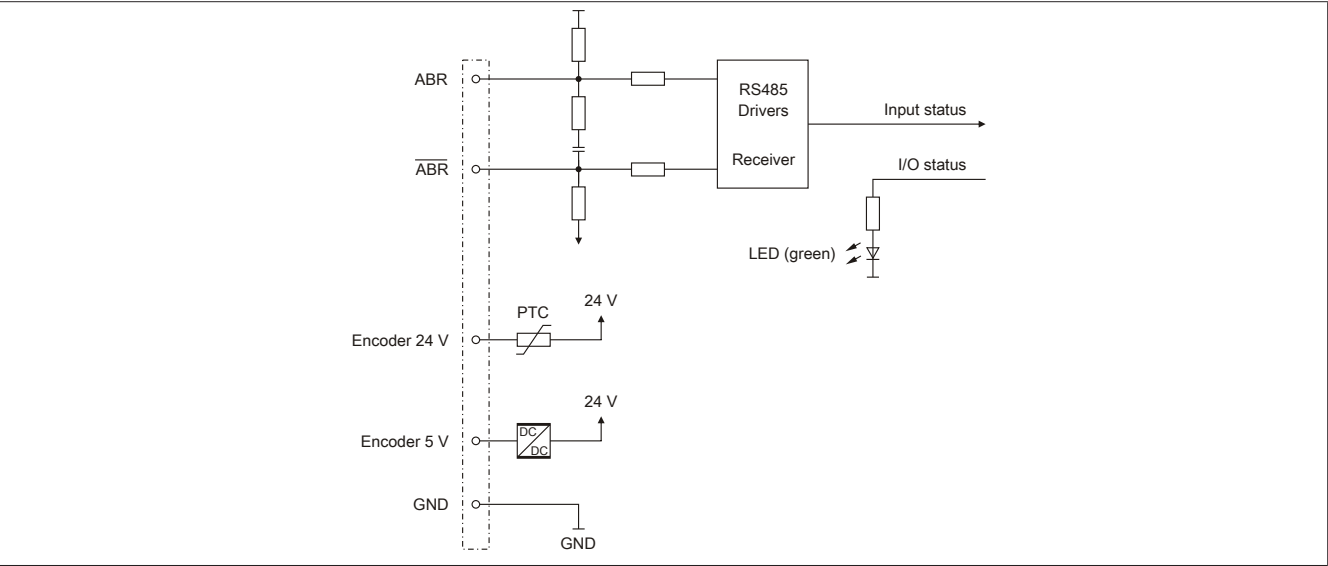 ABR
RS485
Drivers
Receiver
Input status
A̅B̅R̅
I/O status
LED (green)
24 V
PTC
Encoder 24 V
24 V
DC
DC
Encoder 5 V
GND
GND